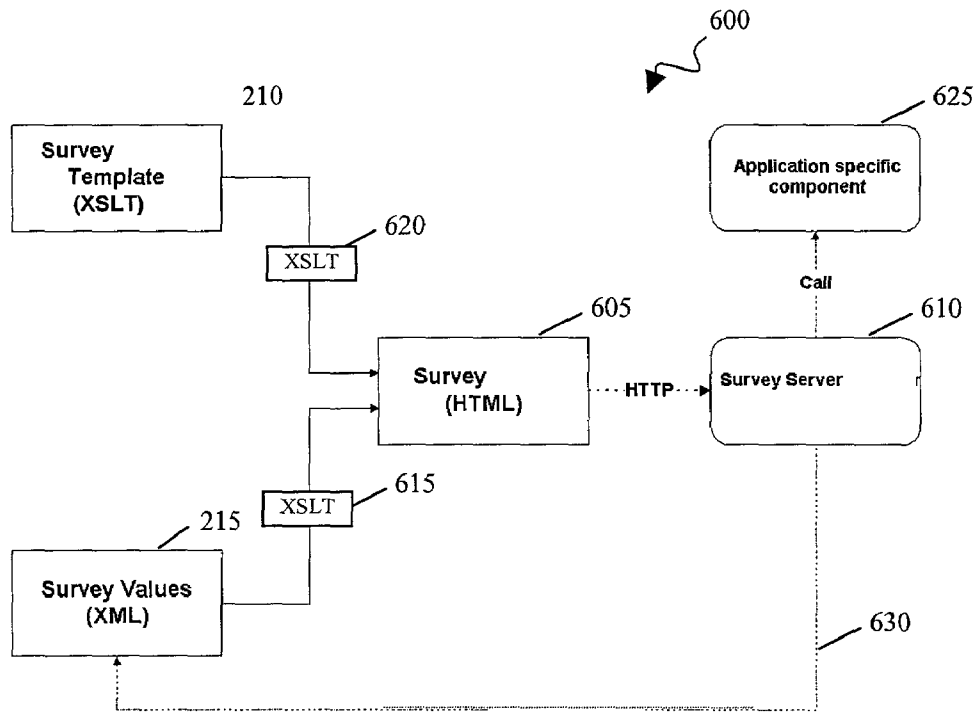 600
210
625
Survey
Template
(XSLT)
Application specific
component
620
XSLT
Call
605
610
Survey
(HTML)
HTTP
Survey Server
r
615
XSLT
215
Survey Values
(XML)
630